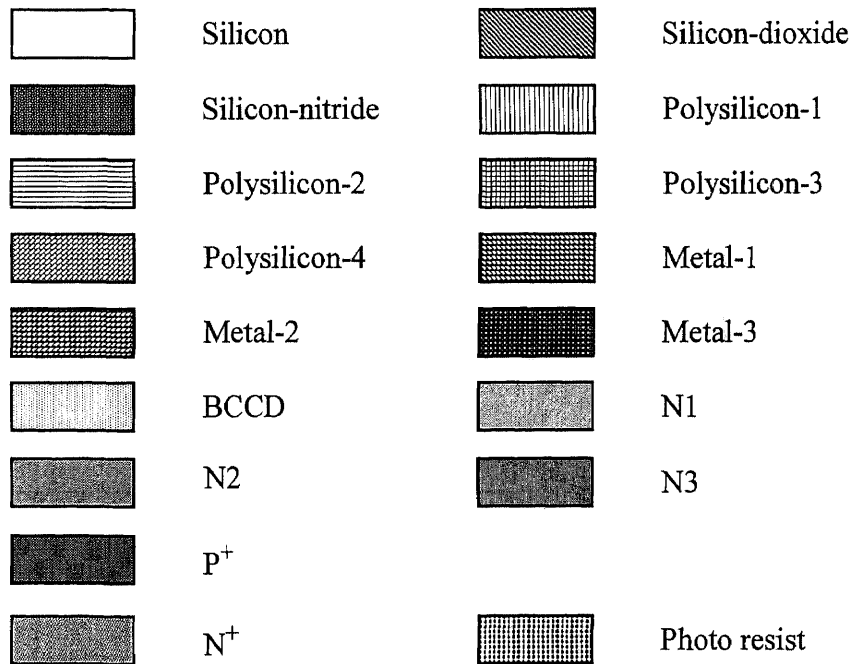 Silicon Silicon-dioxide
Silicon-nitride Polysilicon-1
Polysilicon-2 Polysilicon-3
Polysilicon-4 Metal-1
Metal-2 Metal-3
BCCD N1
N2 N3
P⁺
N⁺ Photo resist